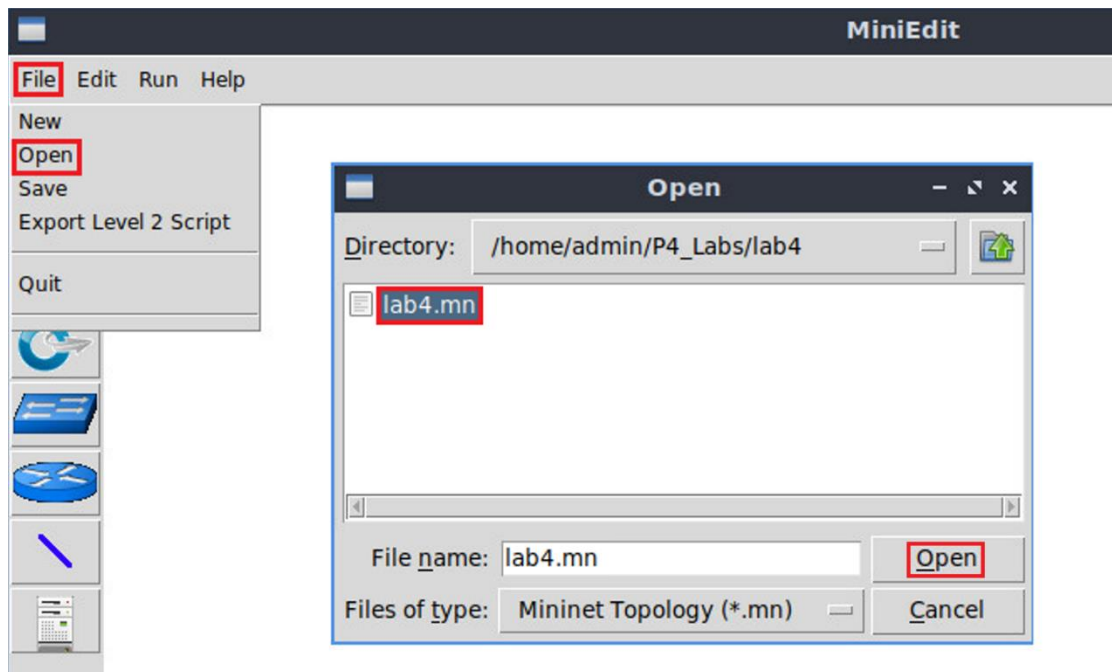 MiniEdit
File Edit Run Help
New
Open
Save
Export Level 2 Script
Quit
Open
Directory: /home/admin/P4_Labs/lab4
lab4.mn
File name: lab4.mn
Open
Files of type: Mininet Topology (*.mn)
Cancel